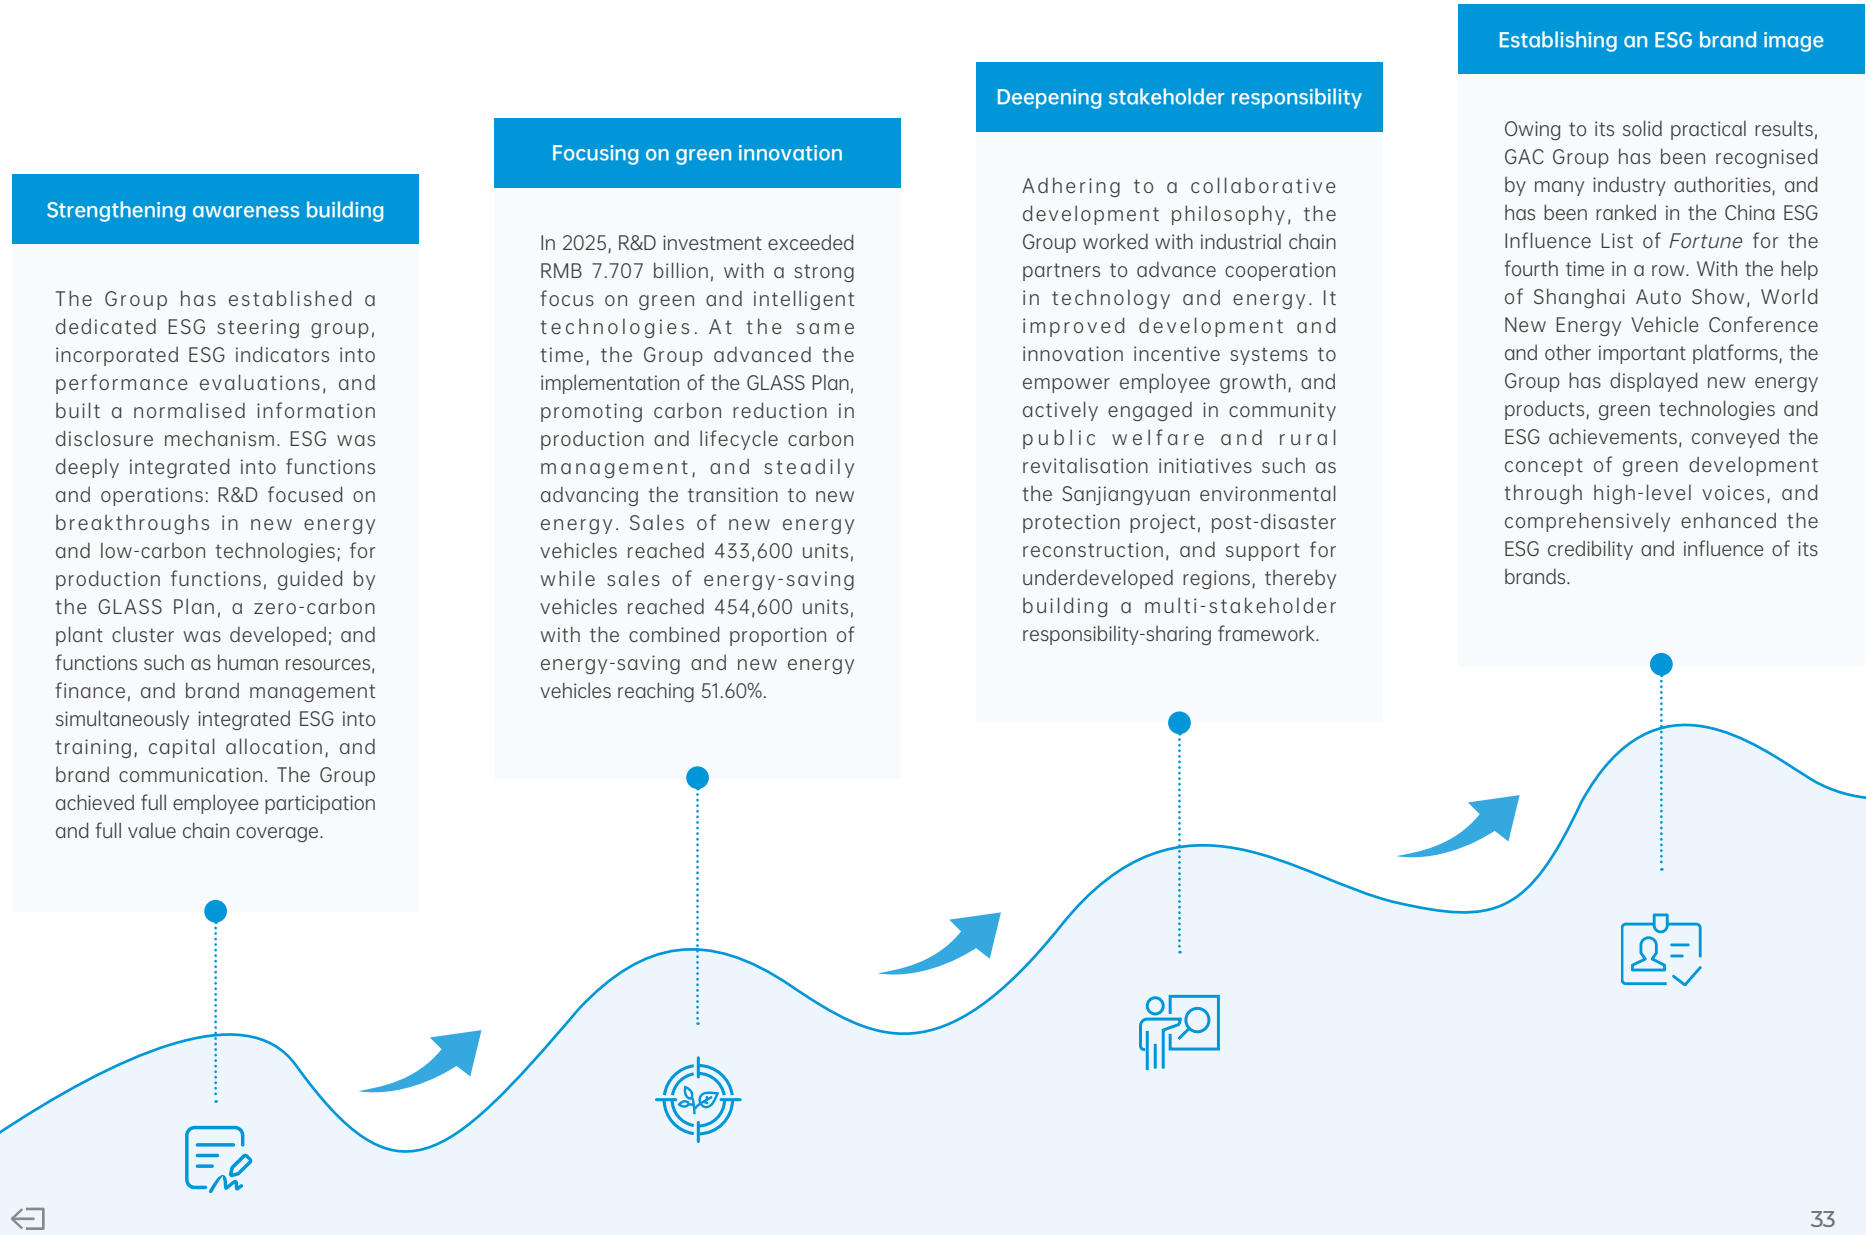 Strengthening awareness building
The Group has established a
dedicated ESG steering group,
incorporated ESG indicators into
performance evaluations, and
built a normalised information
disclosure mechanism. ESG was
deeply integrated into functions
and operations: R&D focused on
breakthroughs in new energy
and low-carbon technologies; for
production functions, guided by
the GLASS Plan, a zero-carbon
plant cluster was developed; and
functions such as human resources,
finance, and brand management
simultaneously integrated ESG into
training, capital allocation, and
brand communication. The Group
achieved full employee participation
and full value chain coverage.
Focusing on green innovation
In 2025, R&D investment exceeded
RMB 7.707 billion, with a strong
focus on green and intelligent
technologies. At the same
time, the Group advanced the
implementation of the GLASS Plan,
promoting carbon reduction in
production and lifecycle carbon
management, and steadily
advancing the transition to new
energy. Sales of new energy
vehicles reached 433,600 units,
while sales of energy-saving
vehicles reached 454,600 units,
with the combined proportion of
energy-saving and new energy
vehicles reaching 51.60%.
Deepening stakeholder responsibility
Adhering to a collaborative
development philosophy, the
Group worked with industrial chain
partners to advance cooperation
in technology and energy. It
improved development and
innovation incentive systems to
empower employee growth, and
actively engaged in community
public welfare and rural
revitalisation initiatives such as
the Sanjiangyuan environmental
protection project, post-disaster
reconstruction, and support for
underdeveloped regions, thereby
building a multi-stakeholder
responsibility-sharing framework.
Establishing an ESG brand image
Owing to its solid practical results,
GAC Group has been recognised
by many industry authorities, and
has been ranked in the China ESG
Influence List of Fortune for the
fourth time in a row. With the help
of Shanghai Auto Show, World
New Energy Vehicle Conference
and other important platforms, the
Group has displayed new energy
products, green technologies and
ESG achievements, conveyed the
concept of green development
through high-level voices, and
comprehensively enhanced the
ESG credibility and influence of its
brands.
33